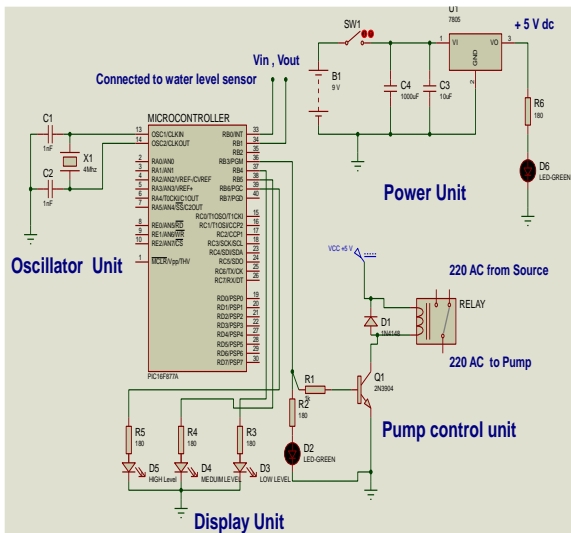 U1
7805
+ 5 V dc
SW1
1
VI
VO
3
GND
2
Vin , Vout
Connected to water level sensor
B1
9 V
C4
1000uF
C3
10uF
R6
180
D6
LED-GREEN
Power Unit
C1
1nF
X1
4Mhz
C2
1nF
Oscillator Unit
MICROCONTROLLER
13 OSC1/CLKIN
14 OSC2/CLKOUT
2 RA0/AN0
3 RA1/AN1
4 RA2/AN2/VREF-/CVREF
5 RA3/AN3/VREF+
6 RA4/T0CKI/C1OUT
7 RA5/AN4/SS/C2OUT
8 RE0/AN5/RD
9 RE1/AN6/WR
10 RE2/AN7/CS
1 MCLR/Vpp/THV
RB0/INT 33
RB1 34
RB2 35
RB3/PGM 36
RB4 37
RB5 38
RB6/PGC 39
RB7/PGD 40
RC0/T1OSO/T1CKI 15
RC1/T1OSI/CCP2 16
RC2/CCP1 17
RC3/SCK/SCL 18
RC4/SDI/SDA 23
RC5/SDO 24
RC6/TX/CK 25
RC7/RX/DT 26
RD0/PSP0 19
RD1/PSP1 20
RD2/PSP2 21
RD3/PSP3 22
RD4/PSP4 27
RD5/PSP5 28
RD6/PSP6 29
RD7/PSP7 30
PIC16F877A
VCC +5 V
220 AC from Source
RELAY
D1
1N4148
220 AC to Pump
R1
Q1
2N3904
R2
180
Pump control unit
D2
LED-GREEN
R5
180
R4
180
R3
180
D5
HIGH Level
D4
MEDUIM LEVEL
D3
LOW LEVEL
Display Unit